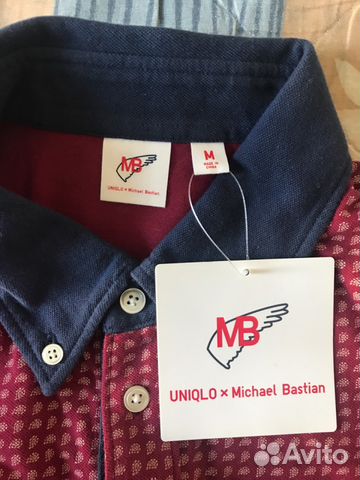 MB
UNIQLO × Michael Bastian
M
MADE IN
CHINA
MB
UNIQLO × Michael Bastian
Avito